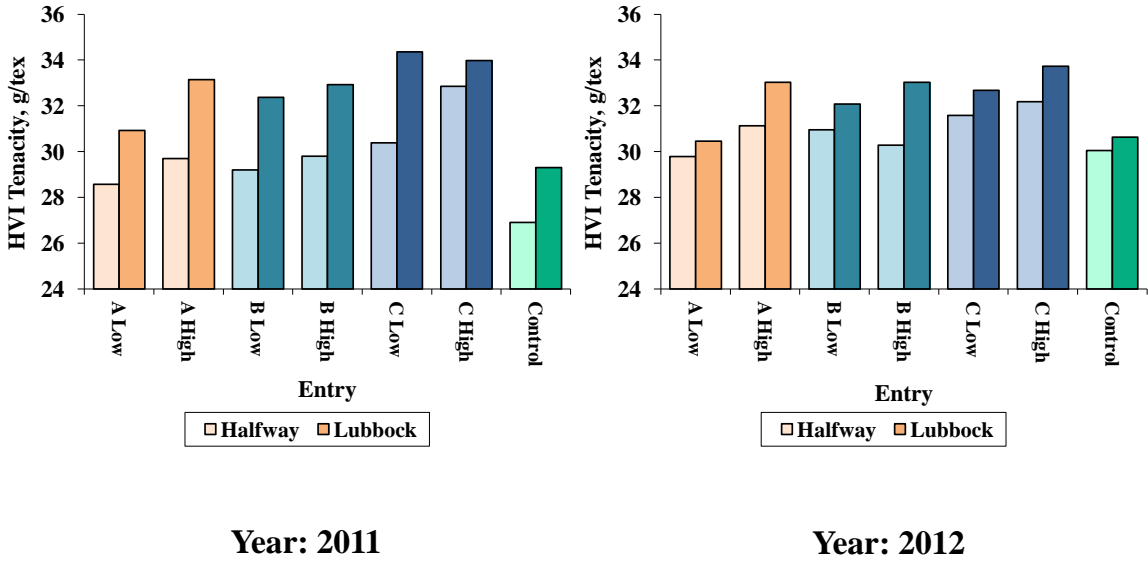 HVI Tenacity, g/tex
36
34
32
30
28
26
24
A Low
A High
B Low
B High
C Low
C High
Control
Entry
Halfway Lubbock
Year: 2011
HVI Tenacity, g/tex
36
34
32
30
28
26
24
A Low
A High
B Low
B High
C Low
C High
Control
Entry
Halfway Lubbock
Year: 2012